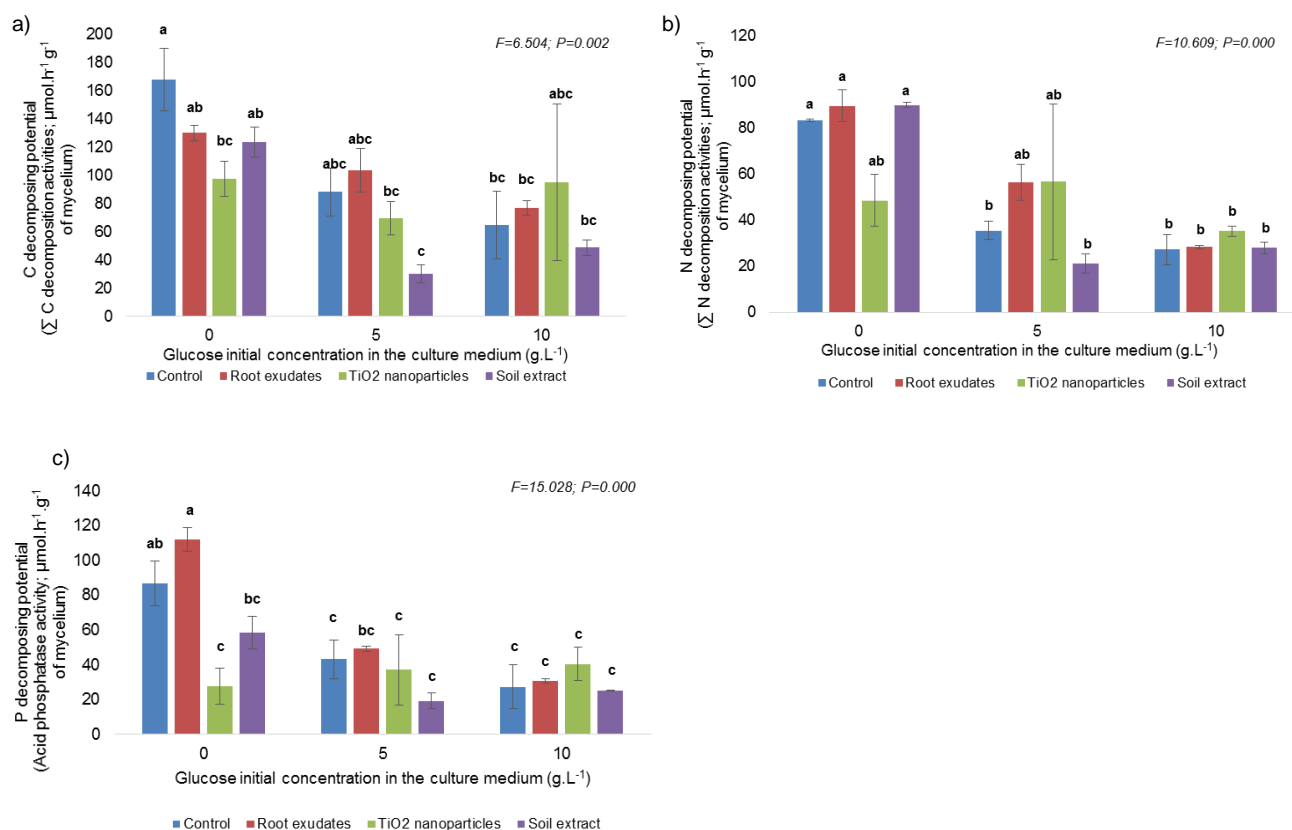 a)
C decomposing potential
(∑ C decomposition activities; µmol.h⁻¹ g⁻¹
of mycelium)
200
180
160
140
120
100
80
60
40
20
0
F=6.504; P=0.002
a
ab
bc
ab
abc
abc
bc
c
bc
bc
abc
bc
0
5
10
Glucose initial concentration in the culture medium (g.L⁻¹)
Control
Root exudates
TiO2 nanoparticles
Soil extract
b)
N decomposing potential
(∑ N decomposition activities; µmol.h⁻¹ g⁻¹
of mycelium)
120
100
80
60
40
20
0
F=10.609; P=0.000
a
a
ab
a
b
ab
ab
b
b
b
b
b
0
5
10
Glucose initial concentration in the culture medium (g.L⁻¹)
Control
Root exudates
TiO2 nanoparticles
Soil extract
c)
P decomposing potential
(Acid phosphatase activity; µmol.h⁻¹.g⁻¹
of mycelium)
140
120
100
80
60
40
20
0
F=15.028; P=0.000
ab
a
c
bc
c
bc
c
c
c
c
c
c
0
5
10
Glucose initial concentration in the culture medium (g.L⁻¹)
Control
Root exudates
TiO2 nanoparticles
Soil extract